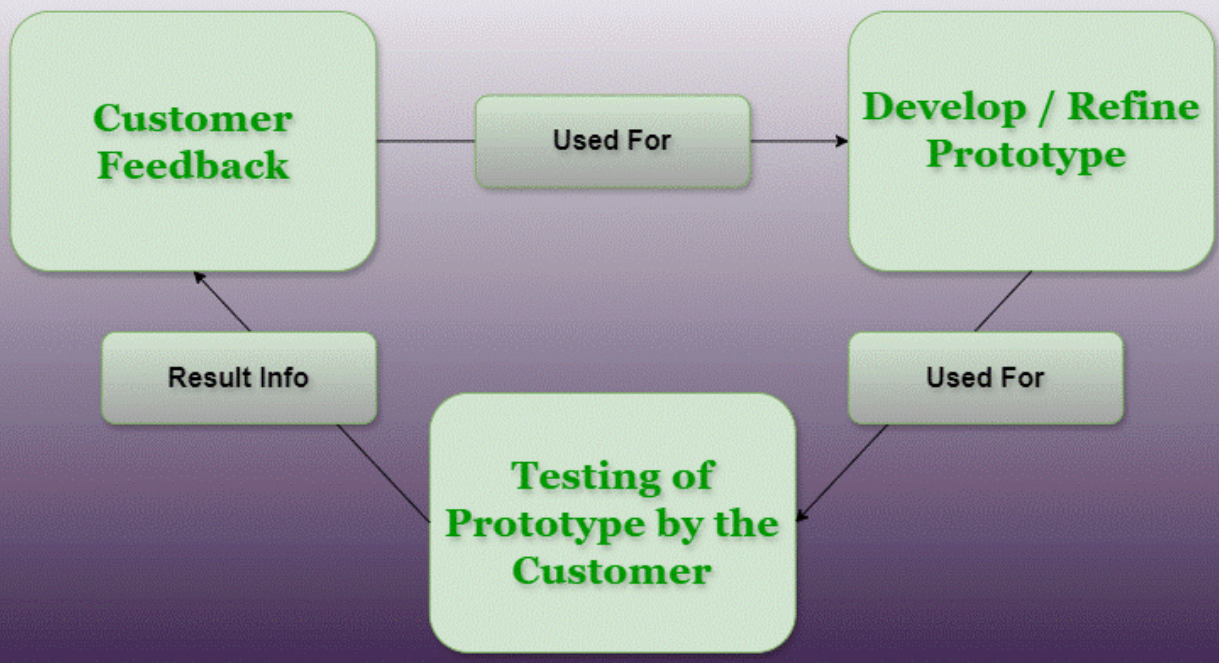 Customer
Feedback
Used For
Develop / Refine
Prototype
Result Info
Used For
Testing of
Prototype by the
Customer